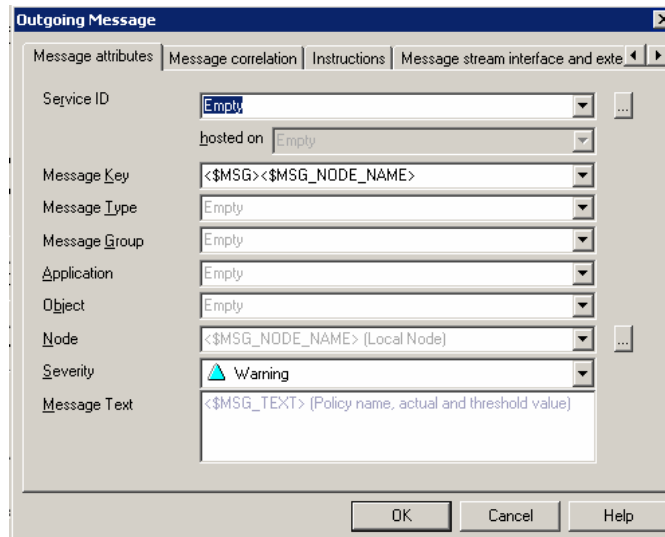 Outgoing Message
Message attributes Message correlation Instructions Message stream interface and exte
Service ID Empty ...
hosted on Empty
Message Key <$MSG><$MSG_NODE_NAME>
Message Type Empty
Message Group Empty
Application Empty
Object Empty
Node <$MSG_NODE_NAME> (Local Node) ...
Severity Warning
Message Text <$MSG_TEXT> (Policy name, actual and threshold value)
OK Cancel Help